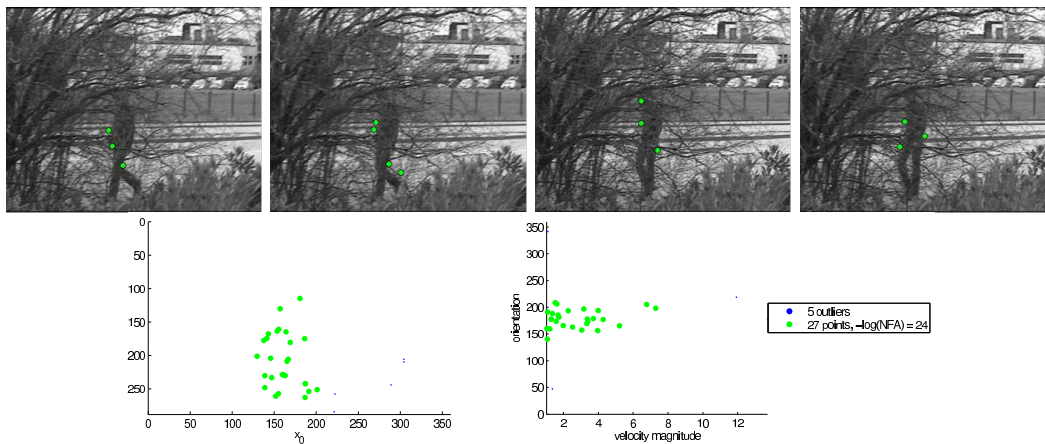 0
50
100
150
200
250
0 50 100 150 200 250 300 350
x0
350
300
250
200
150
100
50
0
orientation
2 4 6 8 10 12
velocity magnitude
5 outliers
27 points, −log(NFA) = 24